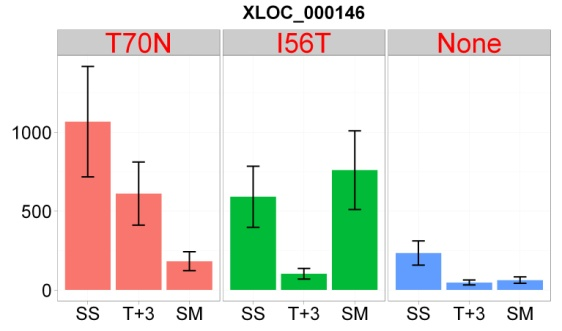 XLOC_000146
T70N I56T None
1000
500
0
SS T+3 SM SS T+3 SM SS T+3 SM